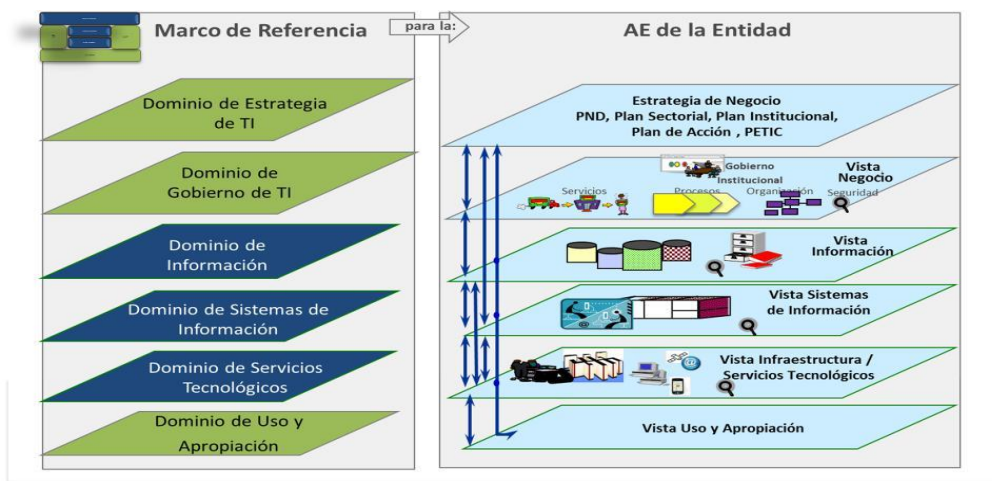 Marco de Referencia
para la:
AE de la Entidad
Dominio de Estrategia
de TI
Estrategia de Negocio
PND, Plan Sectorial, Plan Institucional,
Plan de Acción , PETIC
Dominio de
Gobierno de TI
Gobierno
Institucional
Vista
Negocio
Servicios
Procesos
Organización
Seguridad
Dominio de
Información
Vista
Información
Dominio de Sistemas de
Información
Vista Sistemas
de Información
Dominio de Servicios
Tecnológicos
Vista Infraestructura /
Servicios Tecnológicos
Dominio de Uso y
Apropiación
Vista Uso y Apropiación